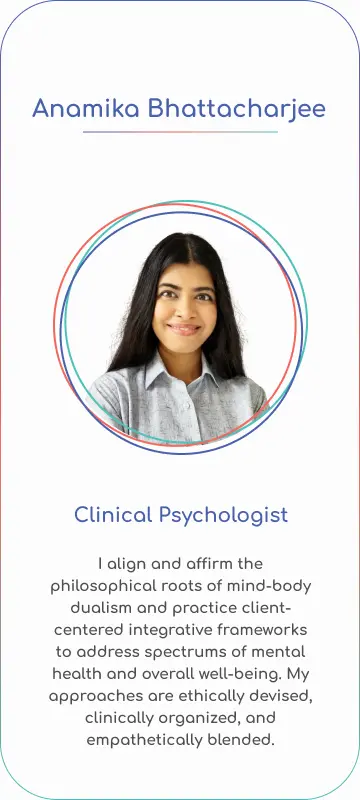 Anamika Bhattacharjee
Clinical Psychologist
I align and affirm the
philosophical roots of mind-body
dualism and practice client-
centered integrative frameworks
to address spectrums of mental
health and overall well-being. My
approaches are ethically devised,
clinically organized, and
empathetically blended.